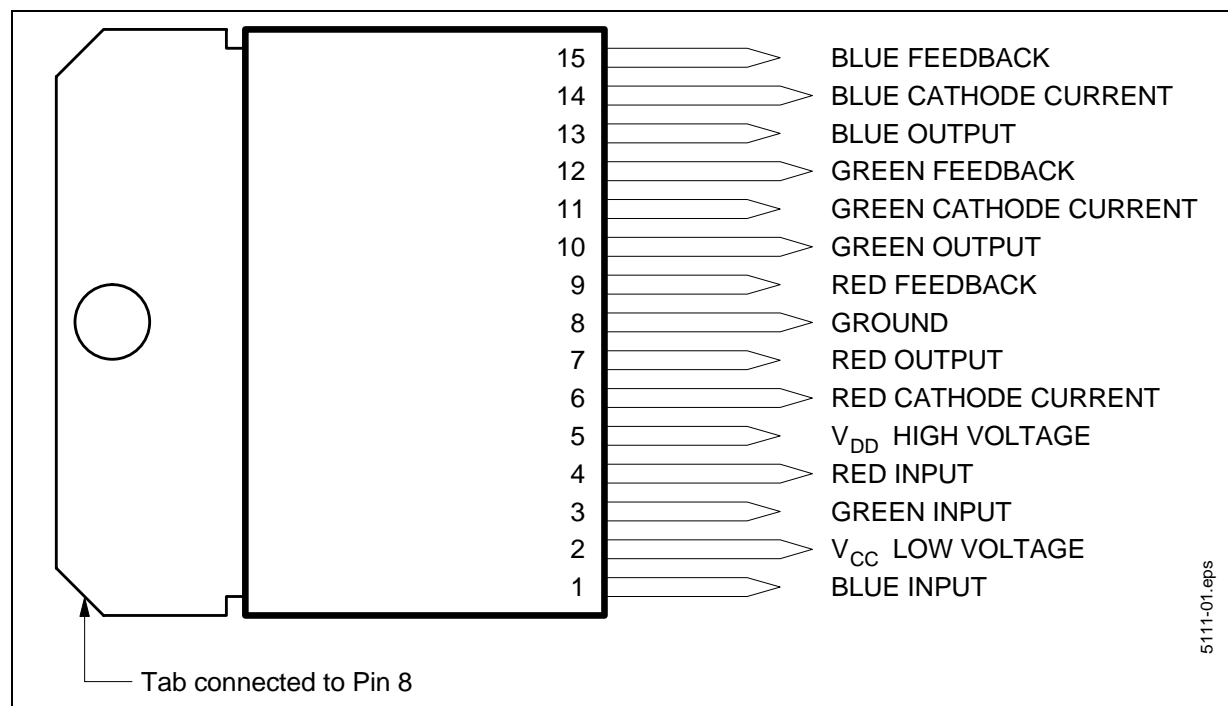 15 BLUE FEEDBACK
14 BLUE CATHODE CURRENT
13 BLUE OUTPUT
12 GREEN FEEDBACK
11 GREEN CATHODE CURRENT
10 GREEN OUTPUT
9 RED FEEDBACK
8 GROUND
7 RED OUTPUT
6 RED CATHODE CURRENT
5 VDD HIGH VOLTAGE
4 RED INPUT
3 GREEN INPUT
2 VCC LOW VOLTAGE
1 BLUE INPUT
Tab connected to Pin 8
5111-01.eps